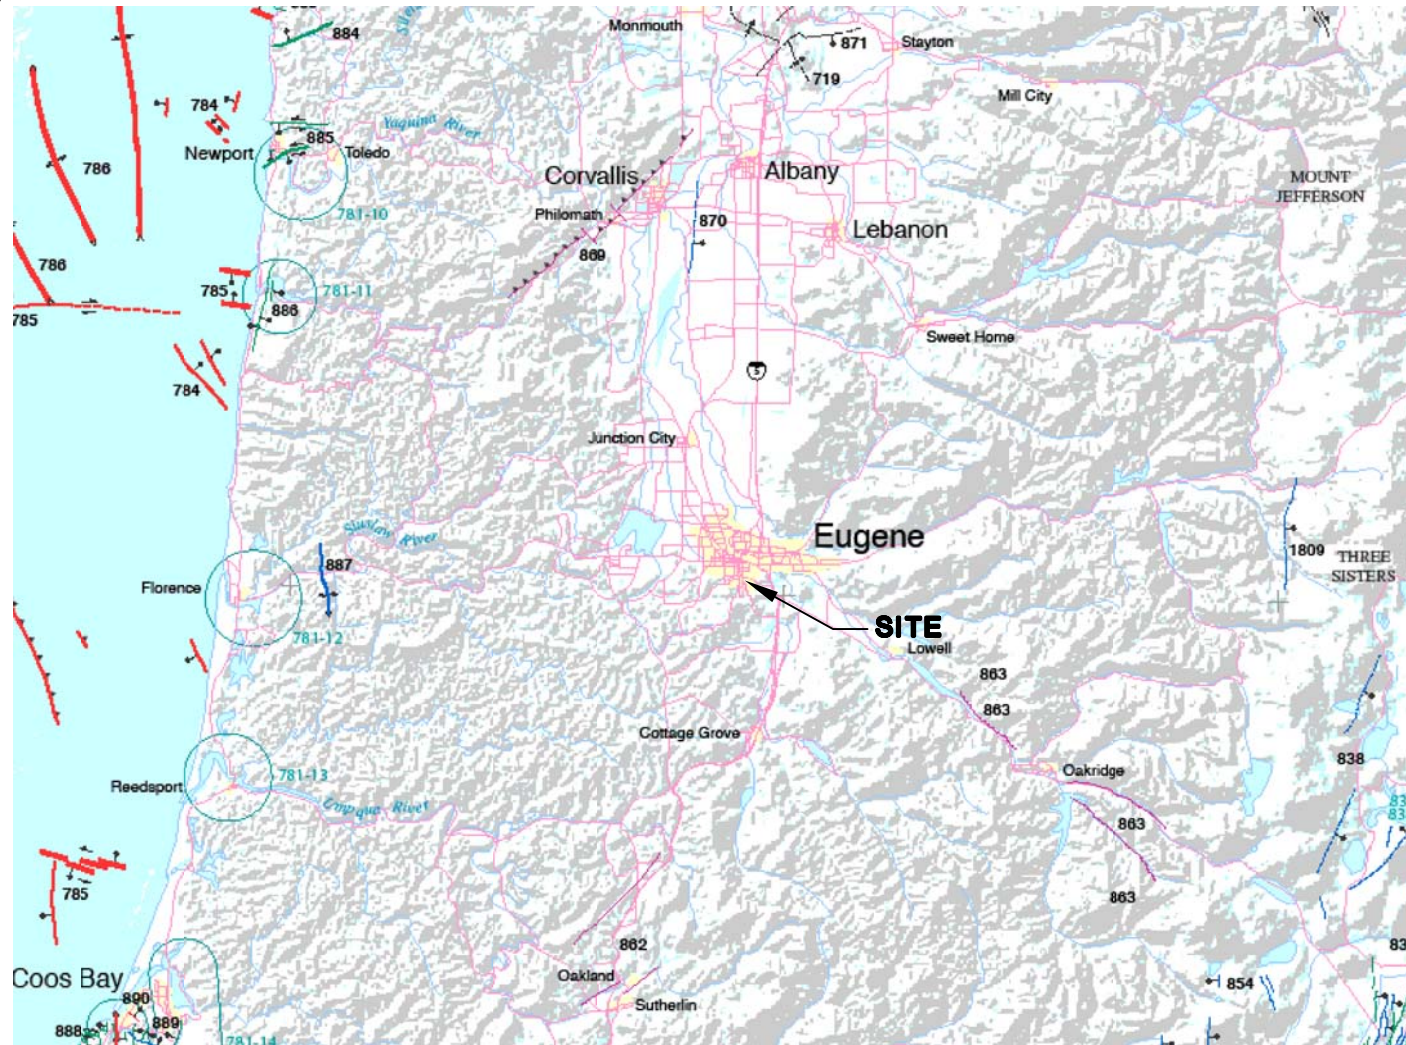 884
Monmouth
871
Stayton
719
Mill City
784
Yaquina River
885
Newport
Toledo
786
Corvallis
Albany
MOUNT
JEFFERSON
781-10
Philomath
870
Lebanon
869
786
785
781-11
886
785
Sweet Home
5
784
Junction City
Siuslaw River
Eugene
887
1809
THREE
SISTERS
Florence
SITE
781-12
Lowell
863
863
Cottage Grove
838
781-13
Oakridge
Reedsport
Umpqua River
863
785
863
862
Oakland
854
Coos Bay
890
Sutherlin
888
889
781-14